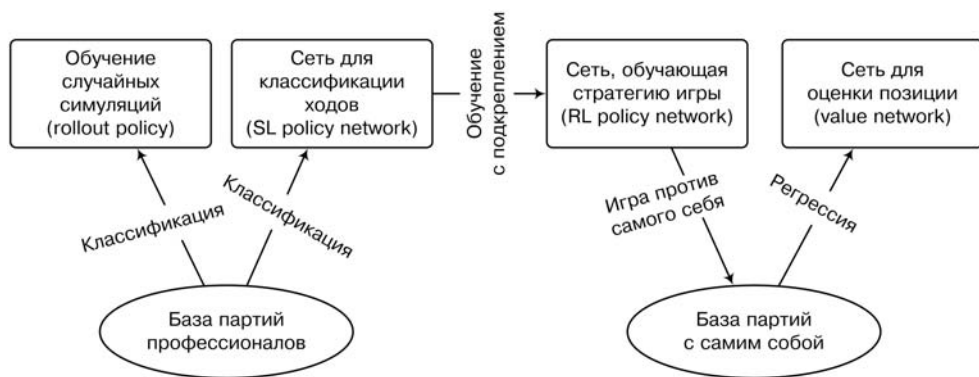 Обучение
случайных
симуляций
(rollout policy)
Сеть для
классификации
ходов
(SL policy network)
Обучение
с подкреплением
Сеть, обучающая
стратегию игры
(RL policy network)
Сеть для
оценки позиции
(value network)
Классификация
Классификация
Игра против
самого себя
Регрессия
База партий
профессионалов
База партий
с самим собой